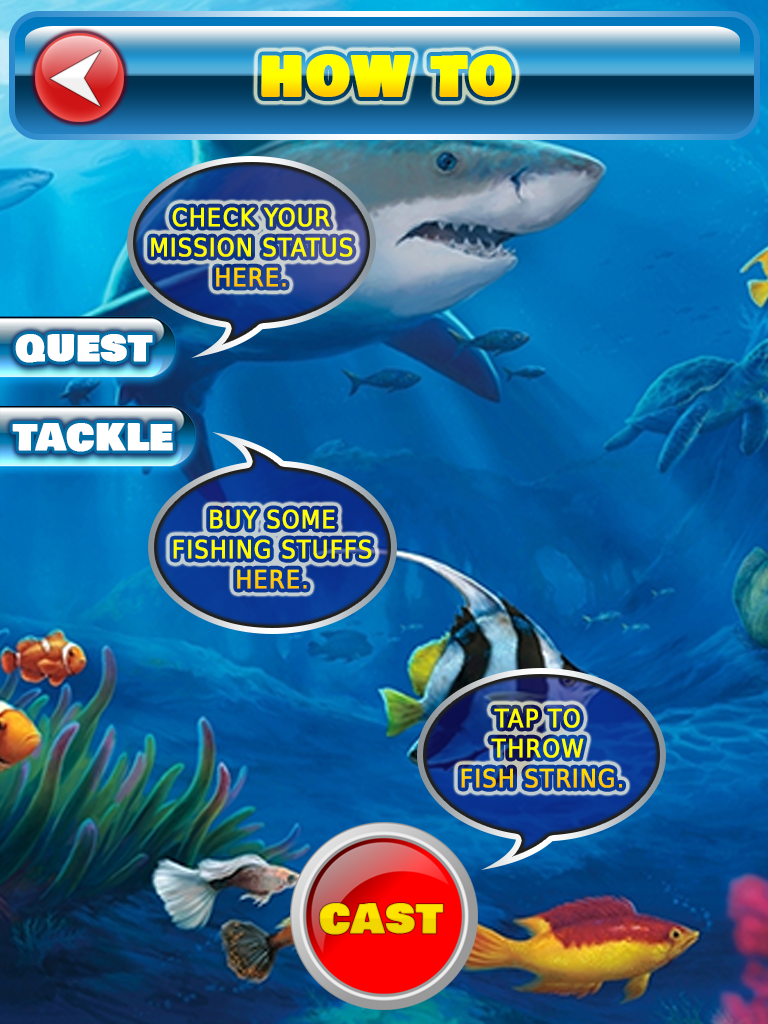 HOW TO
CHECK YOUR
MISSION STATUS
HERE.
QUEST
TACKLE
BUY SOME
FISHING STUFFS
HERE.
TAP TO
THROW
FISH STRING.
CAST